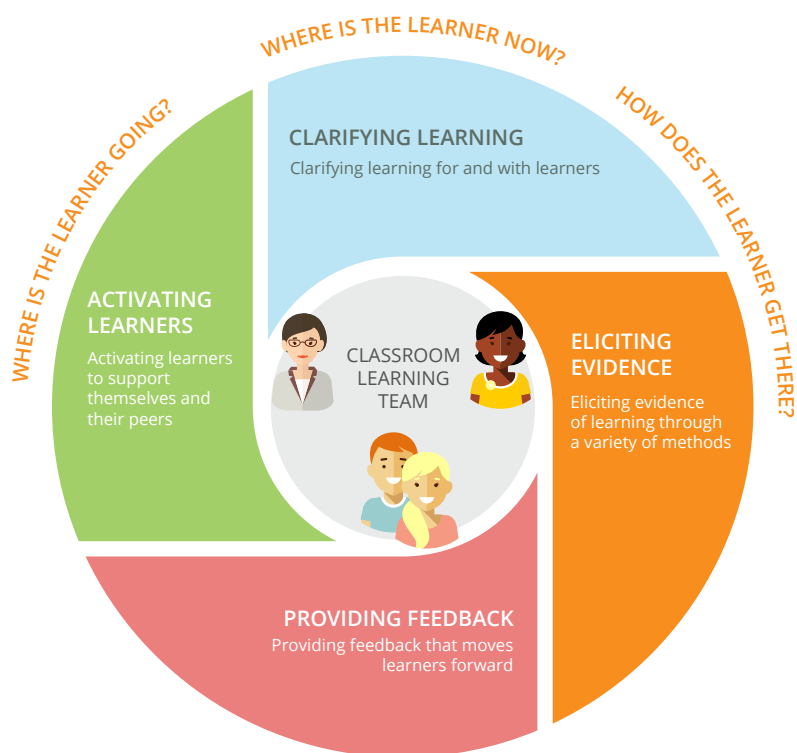 WHERE IS THE LEARNER GOING?
WHERE IS THE LEARNER NOW?
HOW DOES THE LEARNER GET THERE?
CLARIFYING LEARNING
Clarifying learning for and with learners
ACTIVATING
LEARNERS
Activating learners
to support
themselves and
their peers
CLASSROOM
LEARNING
TEAM
ELICITING
EVIDENCE
Eliciting evidence
of learning through
a variety of methods
PROVIDING FEEDBACK
Providing feedback that moves
learners forward